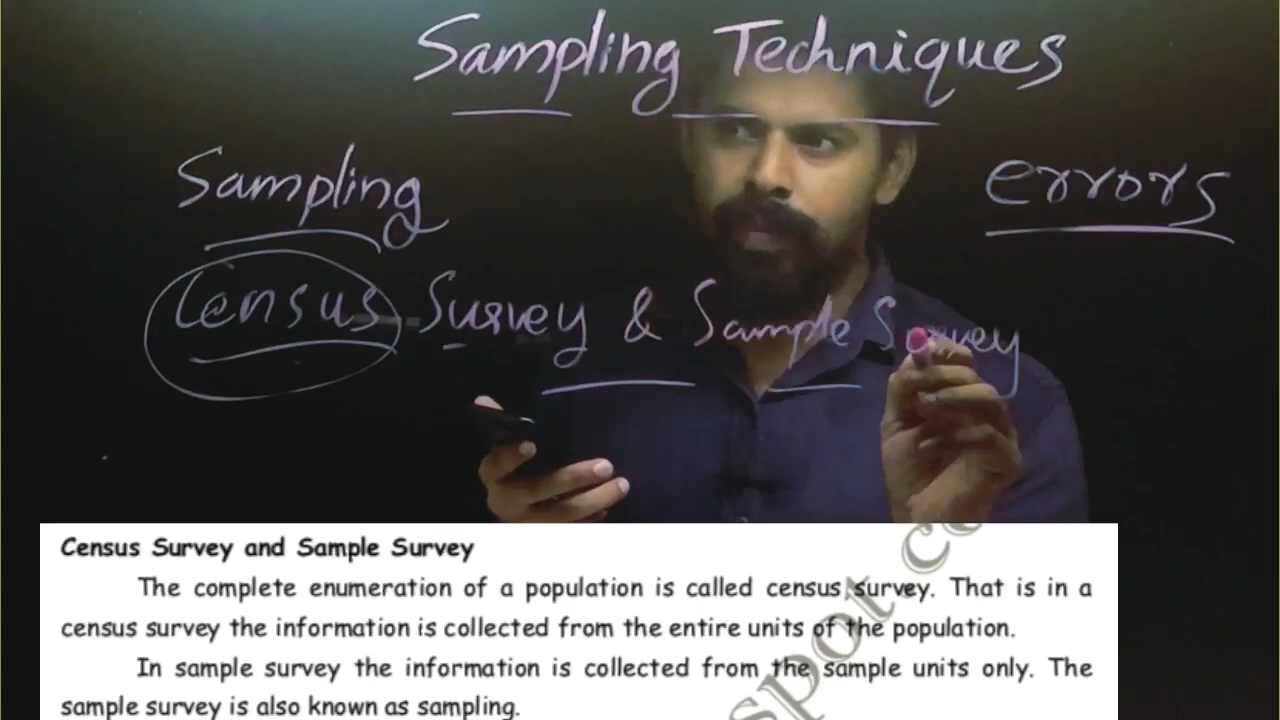 Sampling Techniques
Sampling
errors
Census Survey & Sample Survey
Census Survey and Sample Survey
The complete enumeration of a population is called census survey. That is in a
census survey the information is collected from the entire units of the population.
In sample survey the information is collected from the sample units only. The
sample survey is also known as sampling.
spot.co